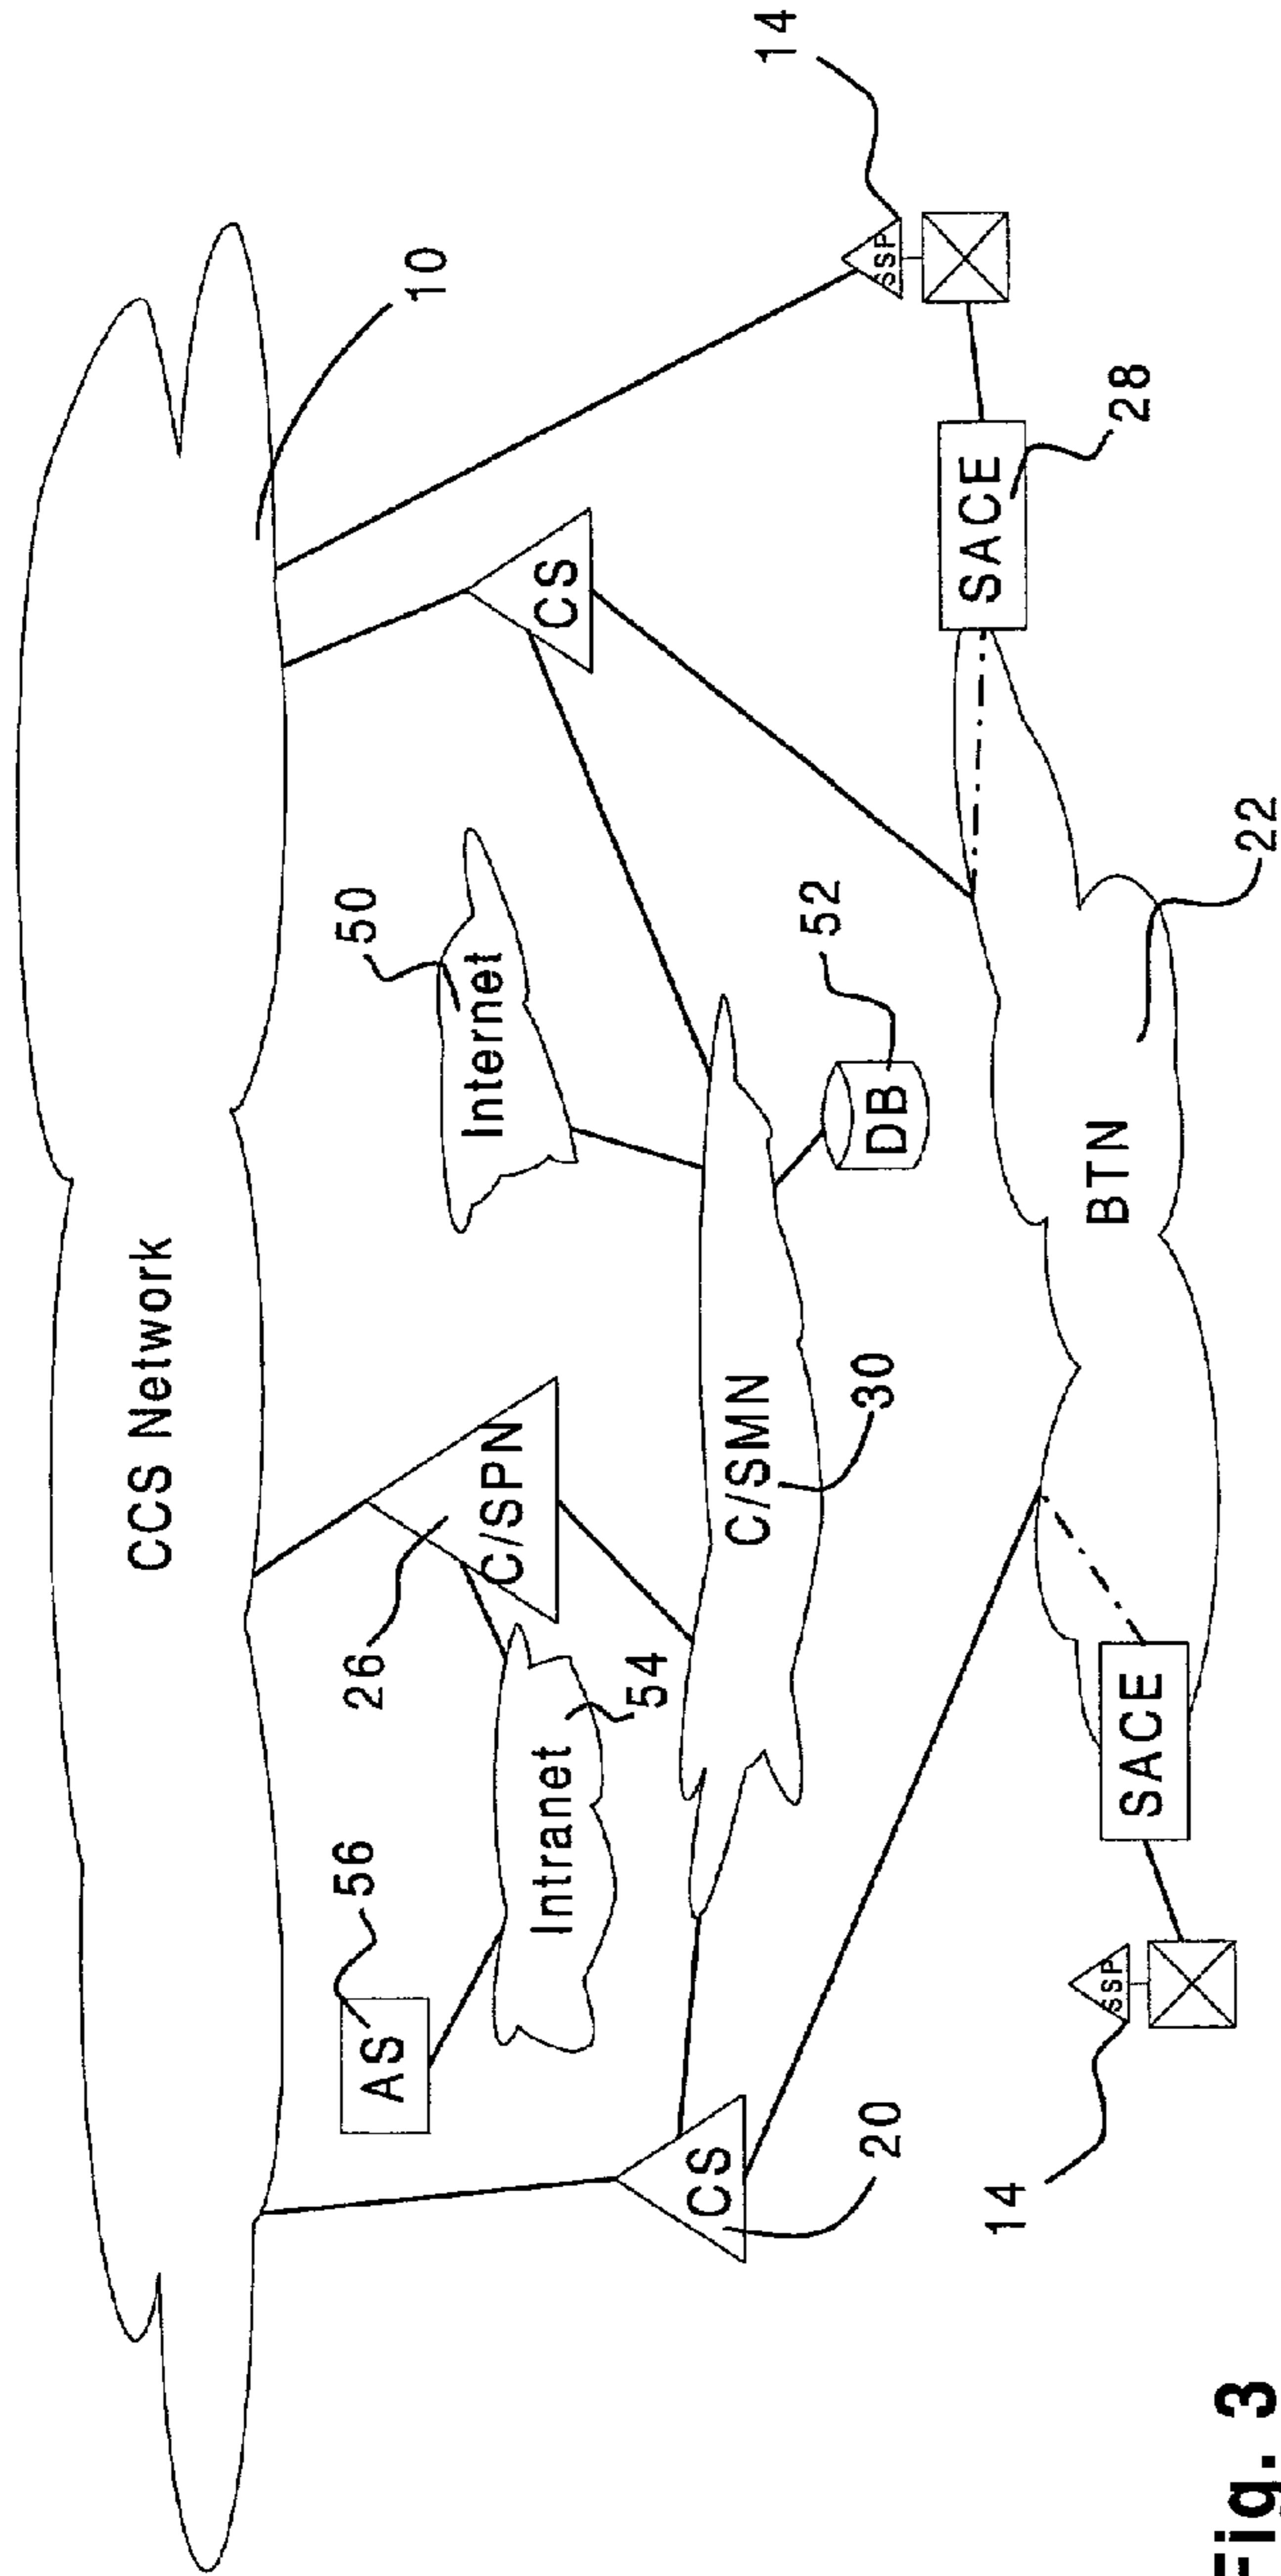 CCS Network
10
14
56
AS
26
C/SPN
Internet
50
CS
SSP
Intranet
54
CS
20
C/SMN
30
DB
52
SACE
28
14
SSP
SACE
BTN
22
Fig. 3